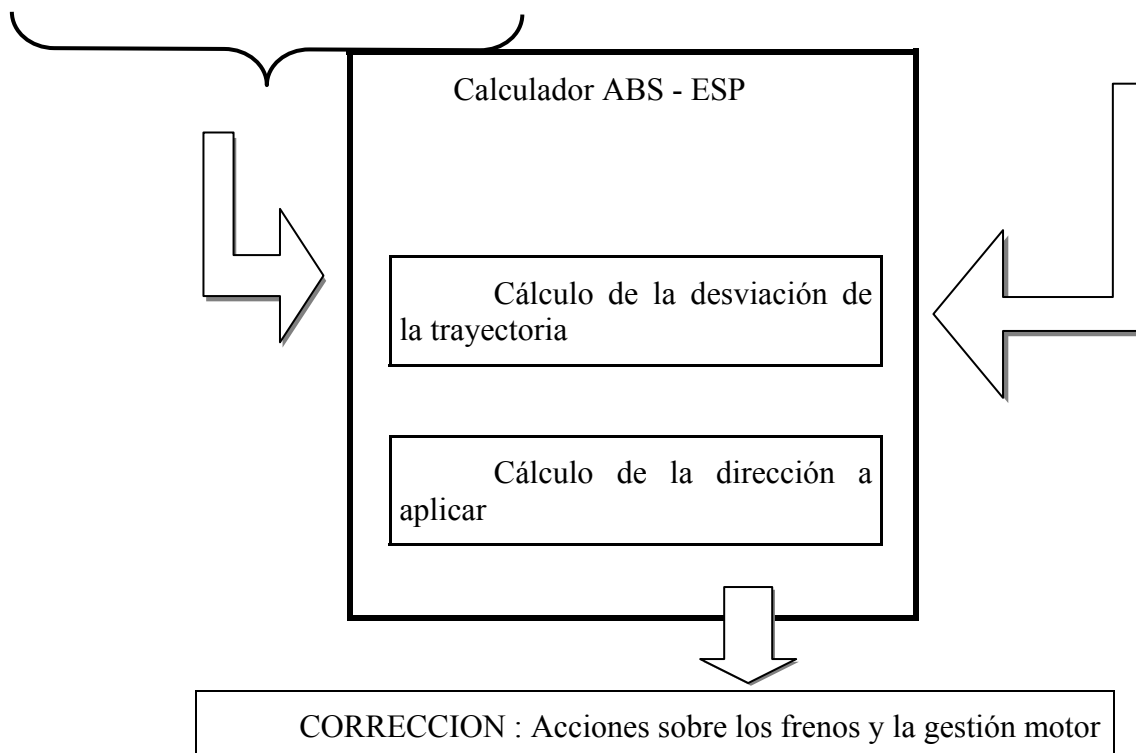 Calculador ABS - ESP
Cálculo de la desviación de
la trayectoria
Cálculo de la dirección a
aplicar
CORRECCION : Acciones sobre los frenos y la gestión motor